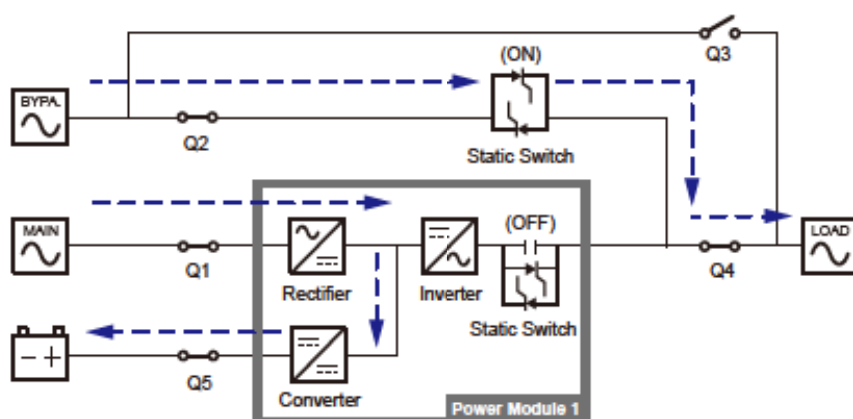 (ON)
Q3
BYPA.
Q2
Static Switch
MAIN
(OFF)
LOAD
Q1
Q4
Rectifier
Inverter
Static Switch
− +
Q5
Converter
Power Module 1